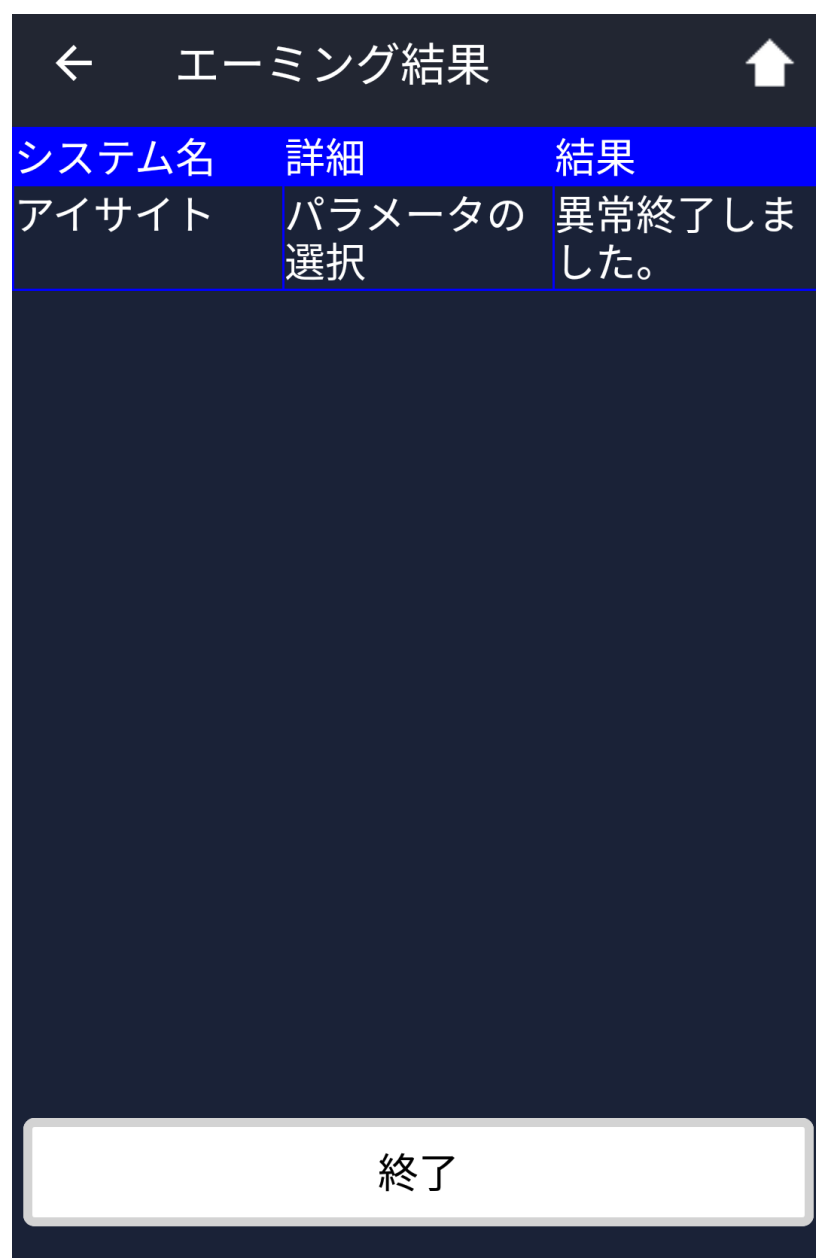 エーミング結果
システム名 詳細 結果
アイサイト パラメータの 異常終了しま
選択 した。
終了